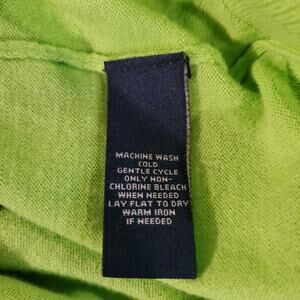 MACHINE WASH
COLD
GENTLE CYCLE
ONLY NON-
CHLORINE BLEACH
WHEN NEEDED
LAY FLAT TO DRY
WARM IRON
IF NEEDED